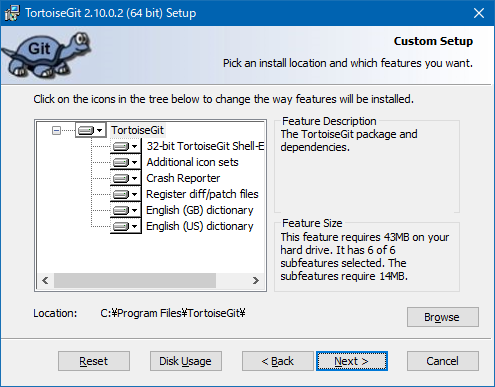 TortoiseGit 2.10.0.2 (64 bit) Setup
Git
Custom Setup
Pick an install location and which features you want.
Click on the icons in the tree below to change the way features will be installed.
TortoiseGit
32-bit TortoiseGit Shell-E
Additional icon sets
Crash Reporter
Register diff/patch files
English (GB) dictionary
English (US) dictionary
Feature Description
The TortoiseGit package and
dependencies.
Feature Size
This feature requires 43MB on your
hard drive. It has 6 of 6
subfeatures selected. The
subfeatures require 14MB.
Location: C:¥Program Files¥TortoiseGit¥
Browse
Reset Disk Usage < Back Next > Cancel